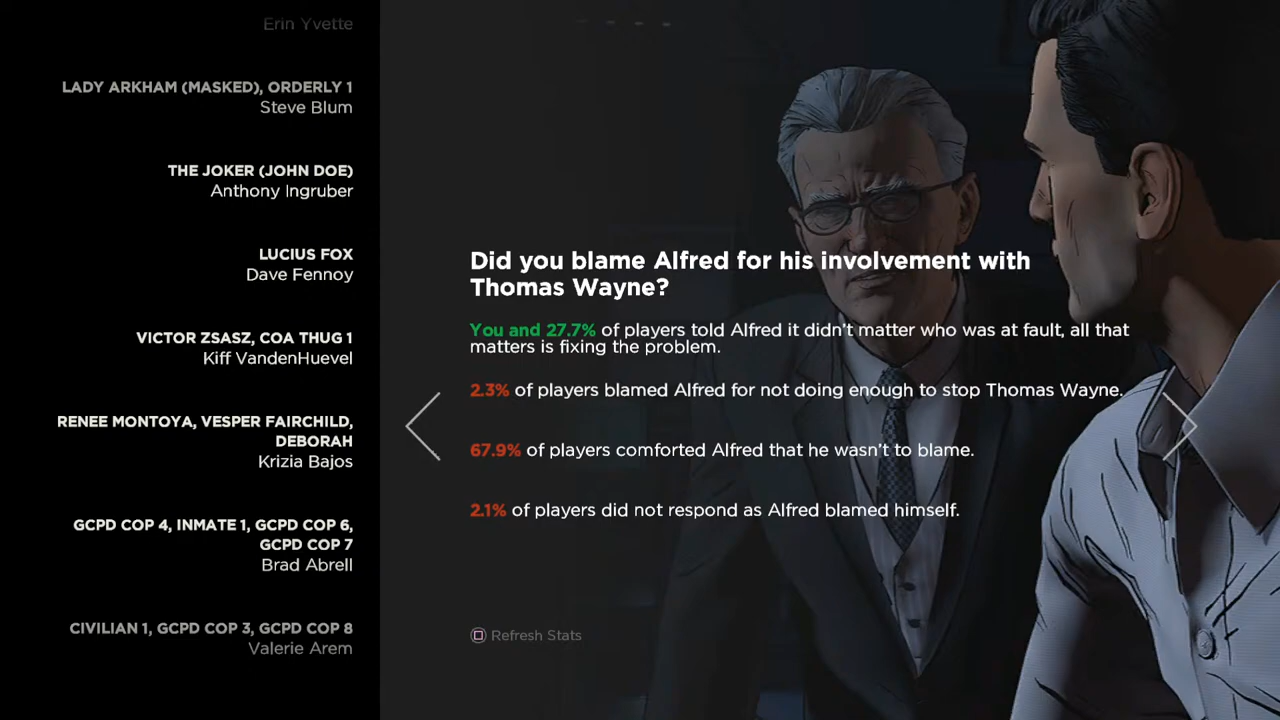 Erin Yvette
LADY ARKHAM (MASKED), ORDERLY 1
Steve Blum
THE JOKER (JOHN DOE)
Anthony Ingruber
LUCIUS FOX
Dave Fennoy
VICTOR ZSASZ, COA THUG 1
Kiff VandenHuevel
RENEE MONTOYA, VESPER FAIRCHILD,
DEBORAH
Krizia Bajos
GCPD COP 4, INMATE 1, GCPD COP 6,
GCPD COP 7
Brad Abrell
CIVILIAN 1, GCPD COP 3, GCPD COP 8
Valerie Arem
Did you blame Alfred for his involvement with
Thomas Wayne?
You and 27.7% of players told Alfred it didn't matter who was at fault, all that
matters is fixing the problem.
2.3% of players blamed Alfred for not doing enough to stop Thomas Wayne.
67.9% of players comforted Alfred that he wasn't to blame.
2.1% of players did not respond as Alfred blamed himself.
Refresh Stats